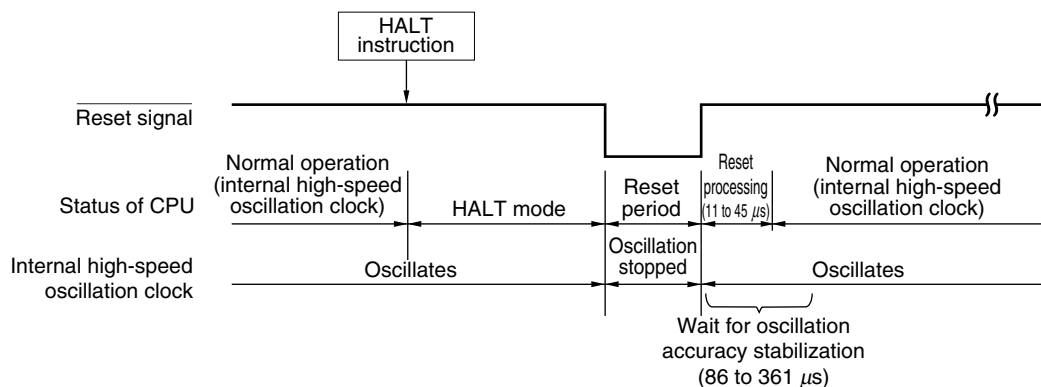 HALT
instruction
Reset signal
Normal operation
(internal high-speed
oscillation clock)
Status of CPU
HALT mode
Reset
period
Reset
processing
(11 to 45 μs)
Normal operation
(internal high-speed
oscillation clock)
Internal high-speed
oscillation clock
Oscillates
Oscillation
stopped
Oscillates
Wait for oscillation
accuracy stabilization
(86 to 361 μs)